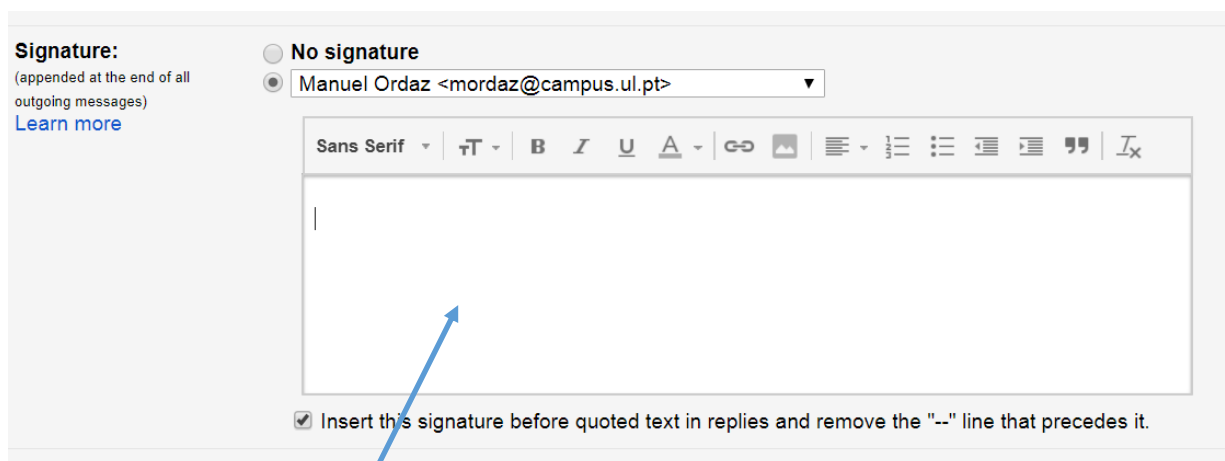 Signature:
(appended at the end of all
outgoing messages)
Learn more
No signature
Manuel Ordaz <mordaz@campus.ul.pt>
Sans Serif
Insert this signature before quoted text in replies and remove the "--" line that precedes it.